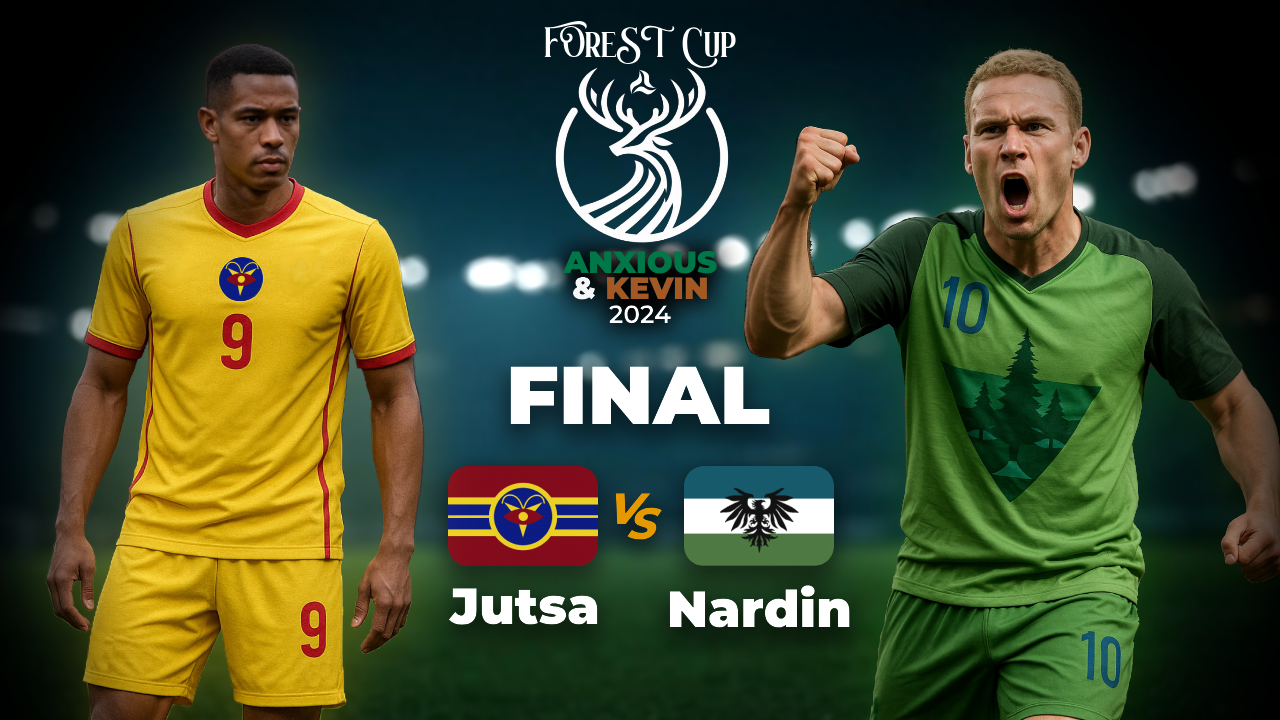 FOREST CUP
ANXIOUS
& KEVIN
2024
FINAL
VS
Jutsa
Nardin
9
9
10
10